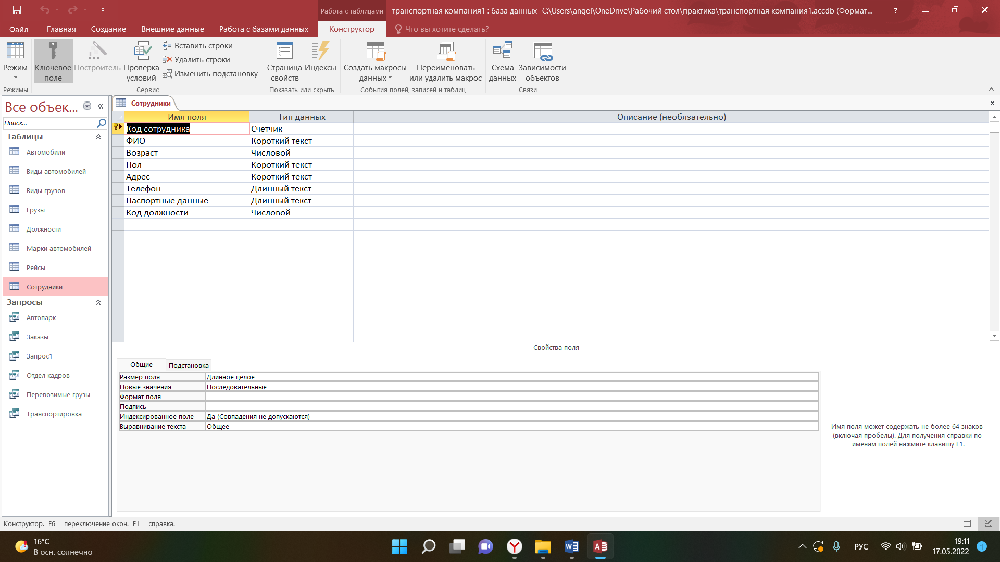 Работа с таблицами
транспортная компания1 : база данных- C:\Users\angel\OneDrive\Рабочий стол\практика\транспортная компания1.accdb (Формат...
?
Файл
Главная
Создание
Внешние данные
Работа с базами данных
Конструктор
Что вы хотите сделать?
Режим
Ключевое поле
Построитель
Проверка условий
Вставить строки
Удалить строки
Изменить подстановку
Страница свойств
Индексы
Создать макросы данных
Переименовать или удалить макрос
Схема данных
Зависимости объектов
Режимы
Сервис
Показать или скрыть
События полей, записей и таблиц
Связи
Все объек...
Поиск...
Таблицы
Автомобили
Виды автомобилей
Виды грузов
Грузы
Должности
Марки автомобилей
Рейсы
Сотрудники
Запросы
Автопарк
Заказы
Запрос1
Отдел кадров
Перевозимые грузы
Транспортировка
Сотрудники
Имя поля Тип данных Описание (необязательно)
Код сотрудника Счетчик
ФИО Короткий текст
Возраст Числовой
Пол Короткий текст
Адрес Короткий текст
Телефон Длинный текст
Паспортные данные Длинный текст
Код должности Числовой
Свойства поля
Общие Подстановка
Размер поля Длинное целое
Новые значения Последовательные
Формат поля
Подпись
Индексированное поле Да (Совпадения не допускаются)
Выравнивание текста Общее
Имя поля может содержать не более 64 знаков
(включая пробелы). Для получения справки по
именам полей нажмите клавишу F1.
Конструктор. F6 = переключение окон. F1 = справка.
16°C
В осн. солнечно
РУС
19:11
17.05.2022
1